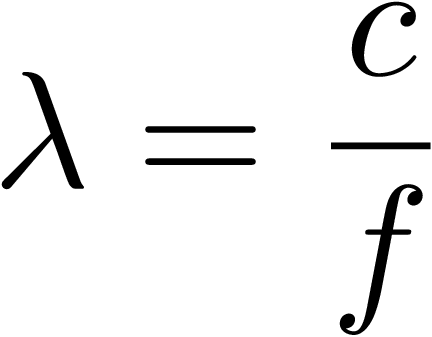 λ = c/f